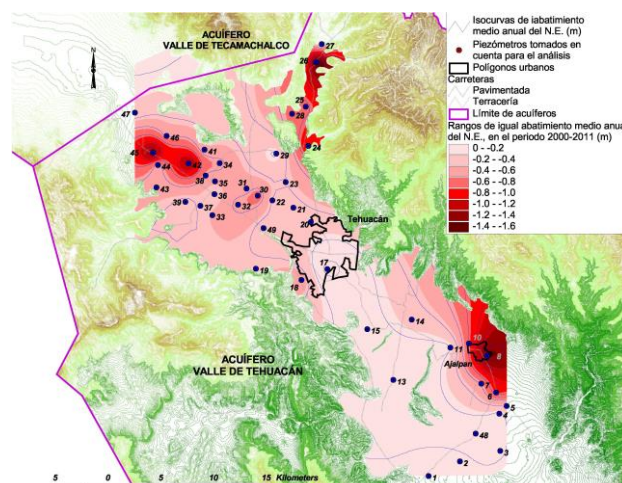 ACUÍFERO
VALLE DE TECAMACHALCO
N
27
26
25
28
24
47
46
45
44
42
41
34
29
43
38
35
36
31
30
23
39
37
33
32
22
21
20
Tehuacán
49
19
18
17
15
14
13
11
10
8
Ajalpan
7
6
5
4
48
3
2
1
ACUÍFERO
VALLE DE TEHUACÁN
5 0 5 10 15 Kilometers
Isocurvas de iabatimiento
medio anual del N.E. (m)
Piezómetros tomados en
cuenta para el análisis
Polígonos urbanos
Carreteras
Pavimentada
Terracería
Límite de acuíferos
Rangos de igual abatimiento medio anual
del N.E., en el periodo 2000-2011 (m)
0 - -0.2
-0.2 - -0.4
-0.4 - -0.6
-0.6 - -0.8
-0.8 - -1.0
-1.0 - -1.2
-1.2 - -1.4
-1.4 - -1.6